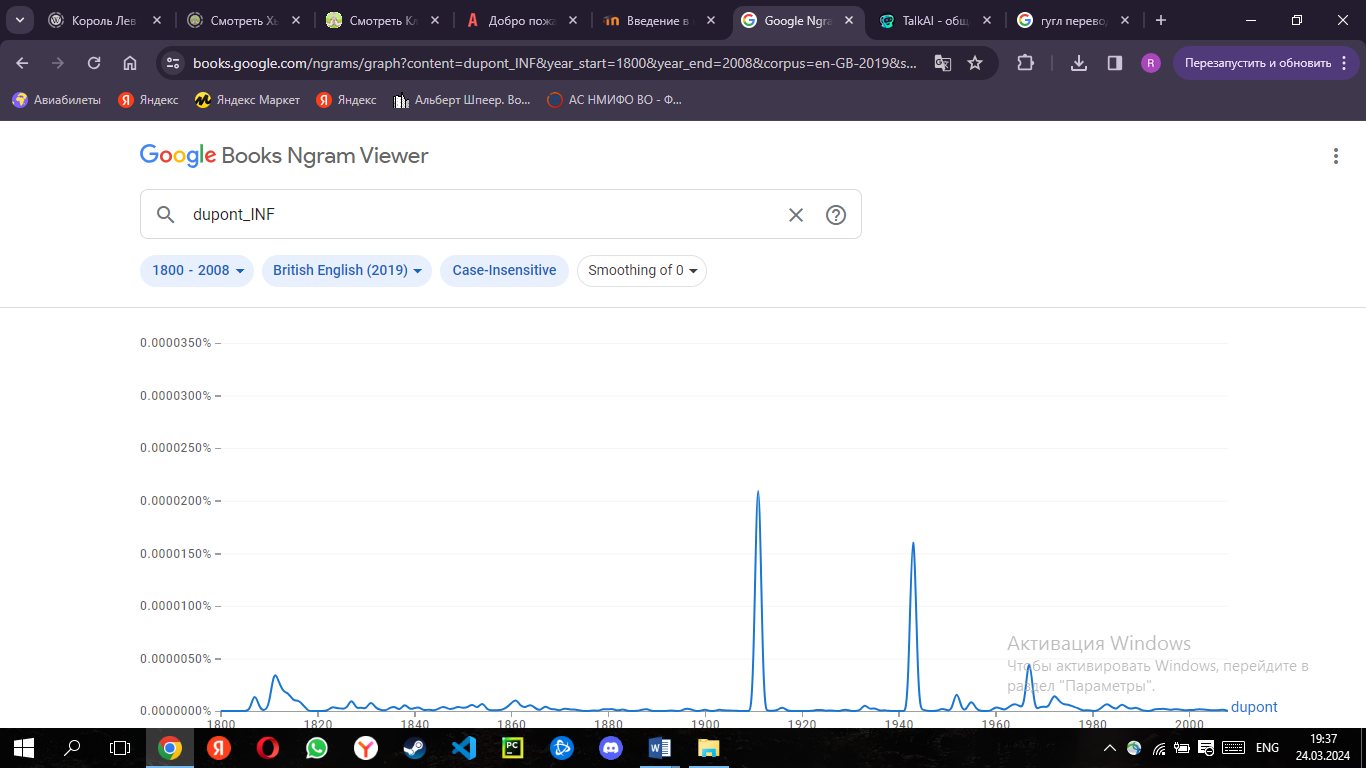 Король Лев
Смотреть Хь
Смотреть Кл
Добро пожа
Введение в
Google Ngra
TalkAI - общ
гугл перево
books.google.com/ngrams/graph?content=dupont_INF&year_start=1800&year_end=2008&corpus=en-GB-2019&s...
R
Перезапустить и обновить
Авиабилеты
Яндекс
Яндекс Маркет
Яндекс
Альберт Шпеер. Во...
АС НМИФО ВО - Ф...
Google Books Ngram Viewer
dupont_INF
1800 - 2008
British English (2019)
Case-Insensitive
Smoothing of 0
0.0000350%
0.0000300%
0.0000250%
0.0000200%
0.0000150%
0.0000100%
0.0000050%
0.0000000%
1800 1820 1840 1860 1880 1900 1920 1940 1960 1980 2000
dupont
Активация Windows
Чтобы активировать Windows, перейдите в
раздел "Параметры".
ENG
19:37
24.03.2024